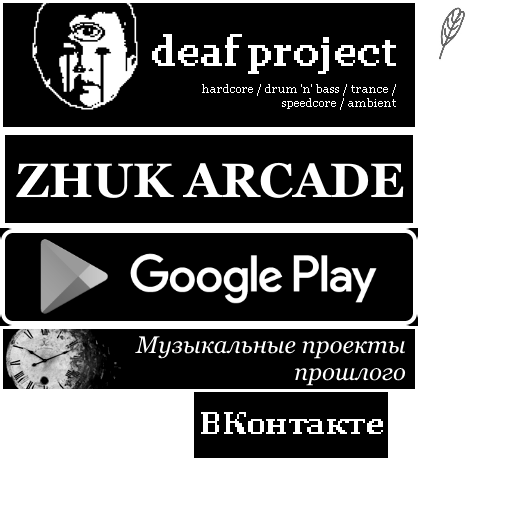 deaf project
hardcore / drum 'n' bass / trance /
speedcore / ambient
ZHUK ARCADE
Google Play
Музыкальные проекты
прошлого
ВКонтакте